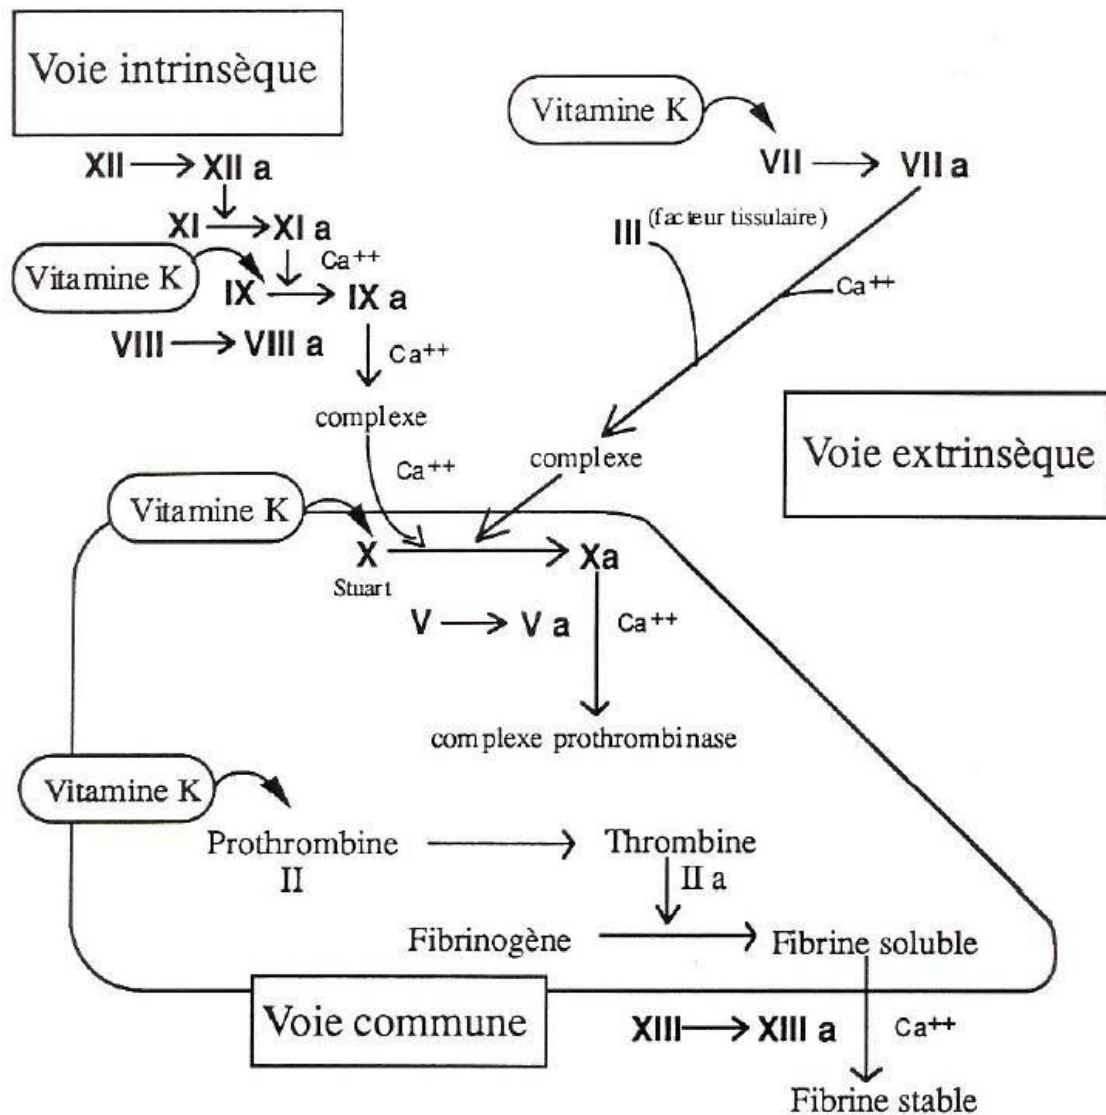 Voie intrinsèque
Vitamine K
XII → XII a
VII → VII a
XI → XI a
III (facteur tissulaire)
Ca++
Vitamine K
IX → IX a
Ca++
VIII → VIII a
Ca++
complexe
Voie extrinsèque
Ca++
complexe
Vitamine K
X → Xa
Stuart
V → V a
Ca++
complexe prothrombinase
Vitamine K
Prothrombine → Thrombine
II
II a
Fibrinogène → Fibrine soluble
Voie commune
XIII → XIII a
Ca++
Fibrine stable